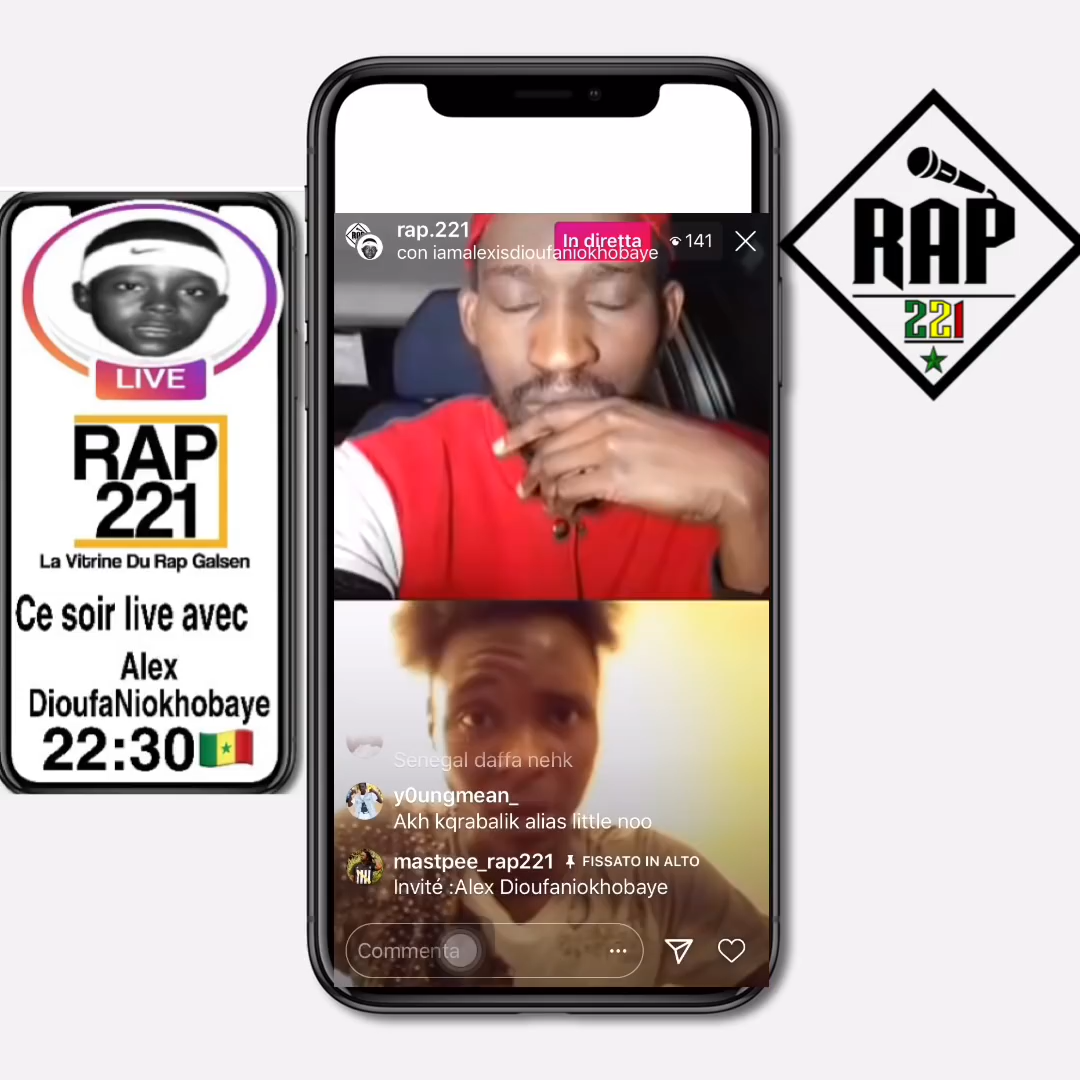 LIVE
RAP
221
La Vitrine Du Rap Galsen
Ce soir live avec
Alex
DioufaNiokhobaye
22:30
rap.221
In diretta
141
con iamalexisdioufaniokhobaye
Senegal daffa nehk
y0ungmean_
Akh kqrabalik alias little noo
mastpee_rap221 FISSATO IN ALTO
Invité :Alex Dioufaniokhobaye
Commenta
RAP
221